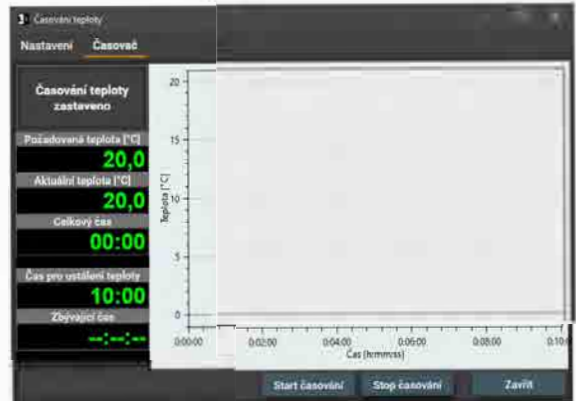 Časování teploty
Nastavení Časovač
Časování teploty
zastaveno
Požadovaná teplota [°C]
20,0
Aktuální teplota [°C]
20,0
Celkový čas
00:00
Čas pro ustálení teploty
10:00
Zbývající čas
--:--:--
20
15
10
5
0
Teplota [°C]
0:00:00 0:02:00 0:04:00 0:06:00 0:08:00 0:10:
Čas [h:mm:ss]
Start časování Stop časování Zavřít